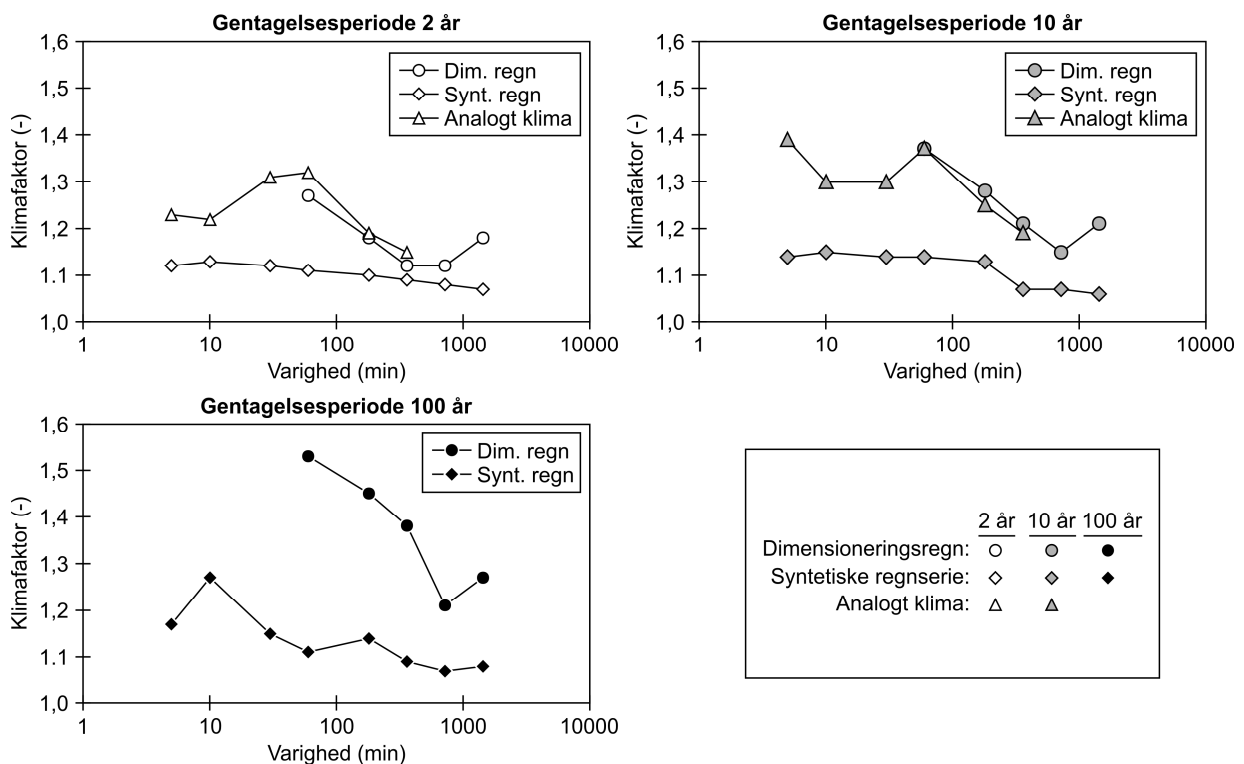 Gentagelsesperiode 2 år
Klimafaktor (-)
1,6
1,5
1,4
1,3
1,2
1,1
1,0
Dim. regn
Synt. regn
Analogt klima
1 10 100 1000 10000
Varighed (min)
Gentagelsesperiode 10 år
Klimafaktor (-)
1,6
1,5
1,4
1,3
1,2
1,1
1,0
Dim. regn
Synt. regn
Analogt klima
1 10 100 1000 10000
Varighed (min)
Gentagelsesperiode 100 år
Klimafaktor (-)
1,6
1,5
1,4
1,3
1,2
1,1
1,0
Dim. regn
Synt. regn
1 10 100 1000 10000
Varighed (min)
2 år 10 år 100 år
Dimensioneringsregn:
Syntetiske regnserie:
Analogt klima: